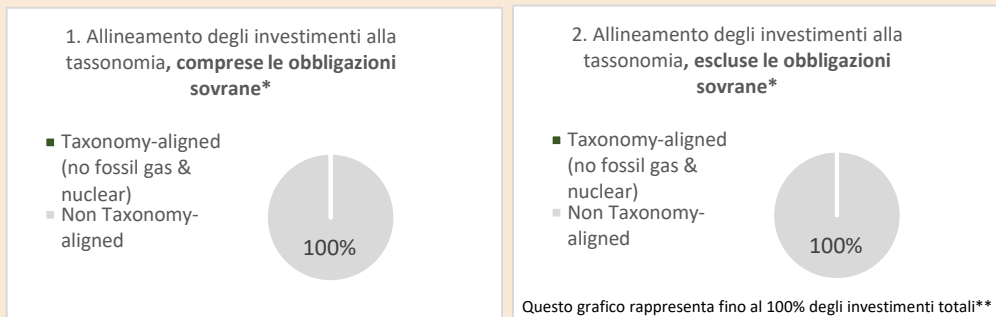 1. Allineamento degli investimenti alla
tassonomia, comprese le obbligazioni
sovrane*
Taxonomy-aligned
(no fossil gas &
nuclear)
Non Taxonomy-
aligned
100%
2. Allineamento degli investimenti alla
tassonomia, escluse le obbligazioni
sovrane*
Taxonomy-aligned
(no fossil gas &
nuclear)
Non Taxonomy-
aligned
100%
Questo grafico rappresenta fino al 100% degli investimenti totali**